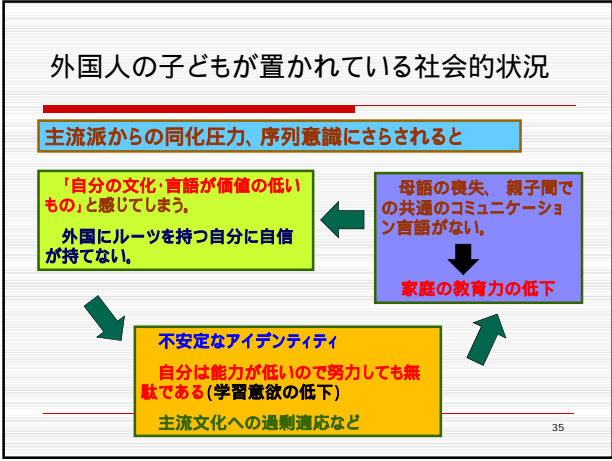 外国人の子どもが置かれている社会的状況
主流派からの同化圧力、序列意識にさらされると
「自分の文化・言語が価値の低い
もの」と感じてしまう。
外国にルーツを持つ自分に自信
が持てない。
母語の喪失、 親子間で
の共通のコミュニケーショ
ン言語がない。
家庭の教育力の低下
不安定なアイデンティティ
自分は能力が低いので努力しても無
駄である(学習意欲の低下)
主流文化への過剰適応など
35